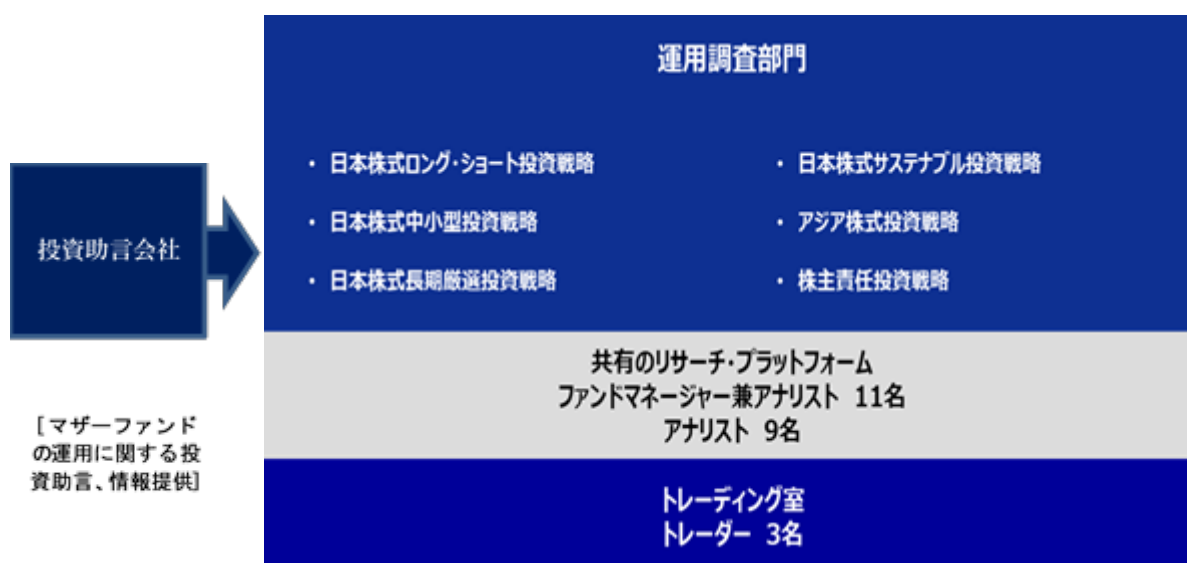 運用調査部門
・ 日本株式ロング・ショート投資戦略
・ 日本株式サステナブル投資戦略
・ 日本株式中小型投資戦略
・ アジア株式投資戦略
・ 日本株式長期厳選投資戦略
・ 株主責任投資戦略
投資助言会社
[マザーファンド
の運用に関する投
資助言、情報提供]
共有のリサーチ・プラットフォーム
ファンドマネージャー兼アナリスト 11名
アナリスト 9名
トレーディング室
トレーダー 3名